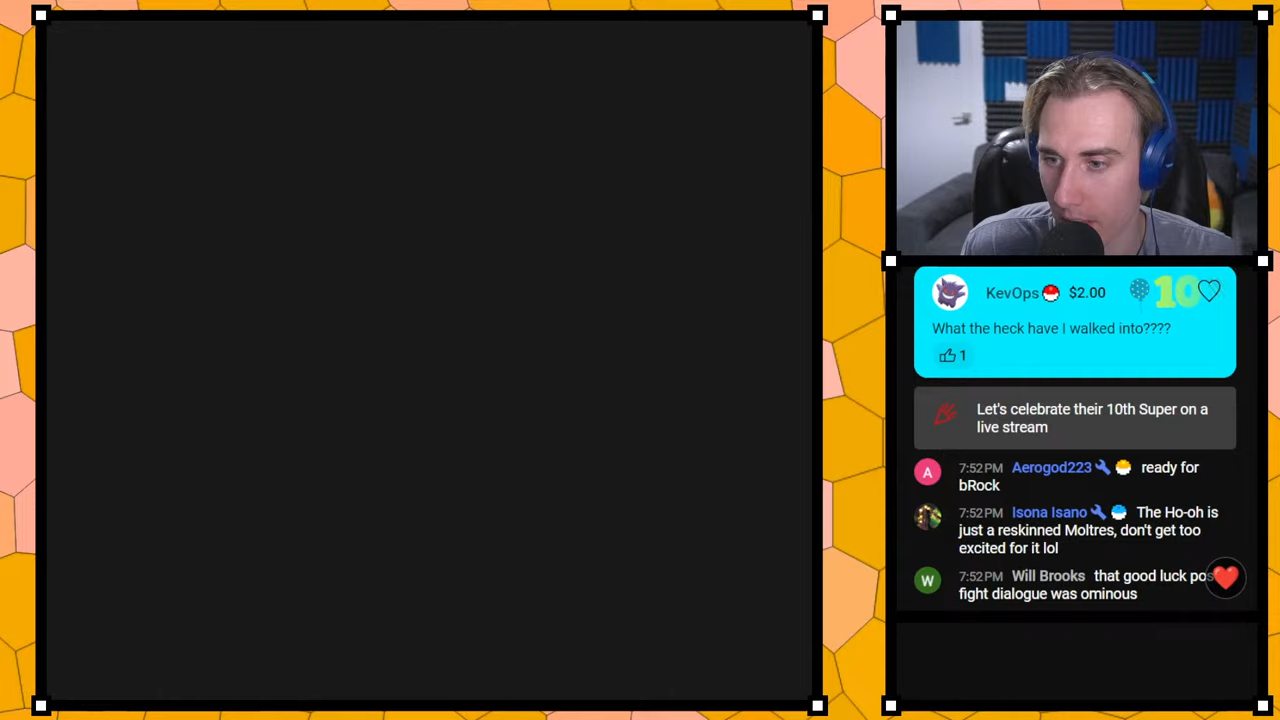 KevOps $2.00 10
What the heck have I walked into????
1
Let's celebrate their 10th Super on a
live stream
A 7:52 PM Aerogod223 ready for
bRock
7:52 PM Isona Isano The Ho-oh is
just a reskinned Moltres, don't get too
excited for it lol
W 7:52 PM Will Brooks that good luck
fight dialogue was ominous